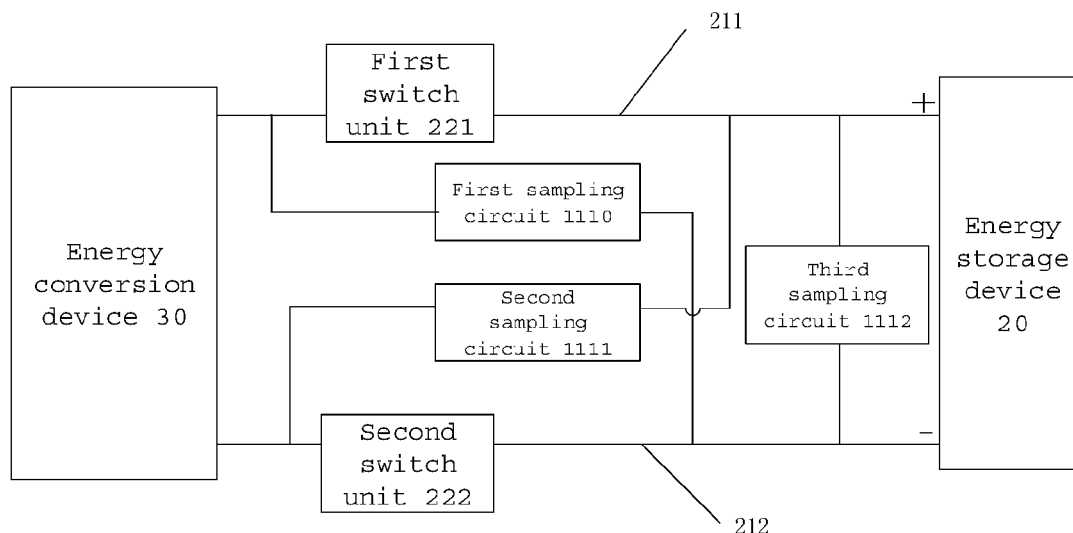 211
First
switch
unit 221
+
First sampling
circuit 1110
Energy
conversion
device 30
Energy
storage
device
20
Third
sampling
circuit 1112
Second
sampling
circuit 1111
Second
switch
unit 222
-
212